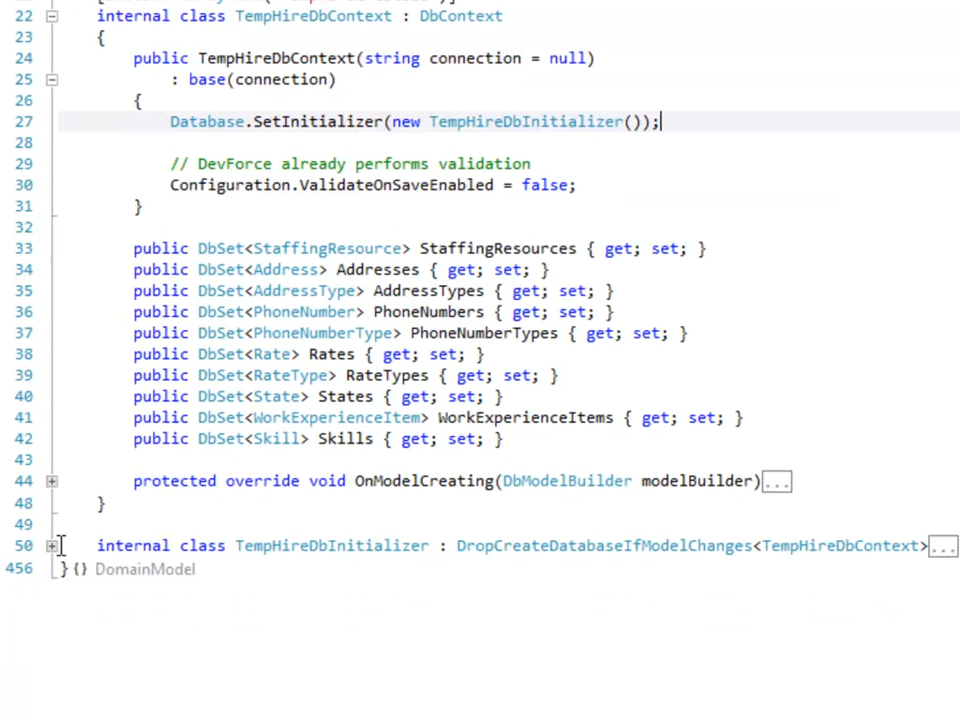 22 internal class TempHireDbContext : DbContext
23 {
24 public TempHireDbContext(string connection = null)
25 : base(connection)
26 {
27 Database.SetInitializer(new TempHireDbInitializer());
28
29 // DevForce already performs validation
30 Configuration.ValidateOnSaveEnabled = false;
31 }
32
33 public DbSet<StaffingResource> StaffingResources { get; set; }
34 public DbSet<Address> Addresses { get; set; }
35 public DbSet<AddressType> AddressTypes { get; set; }
36 public DbSet<PhoneNumber> PhoneNumbers { get; set; }
37 public DbSet<PhoneNumberType> PhoneNumberTypes { get; set; }
38 public DbSet<Rate> Rates { get; set; }
39 public DbSet<RateType> RateTypes { get; set; }
40 public DbSet<State> States { get; set; }
41 public DbSet<WorkExperienceItem> WorkExperienceItems { get; set; }
42 public DbSet<Skill> Skills { get; set; }
43
44 protected override void OnModelCreating(DbModelBuilder modelBuilder)...
48 }
49
50 internal class TempHireDbInitializer : DropCreateDatabaseIfModelChanges<TempHireDbContext>...
456 } {} DomainModel